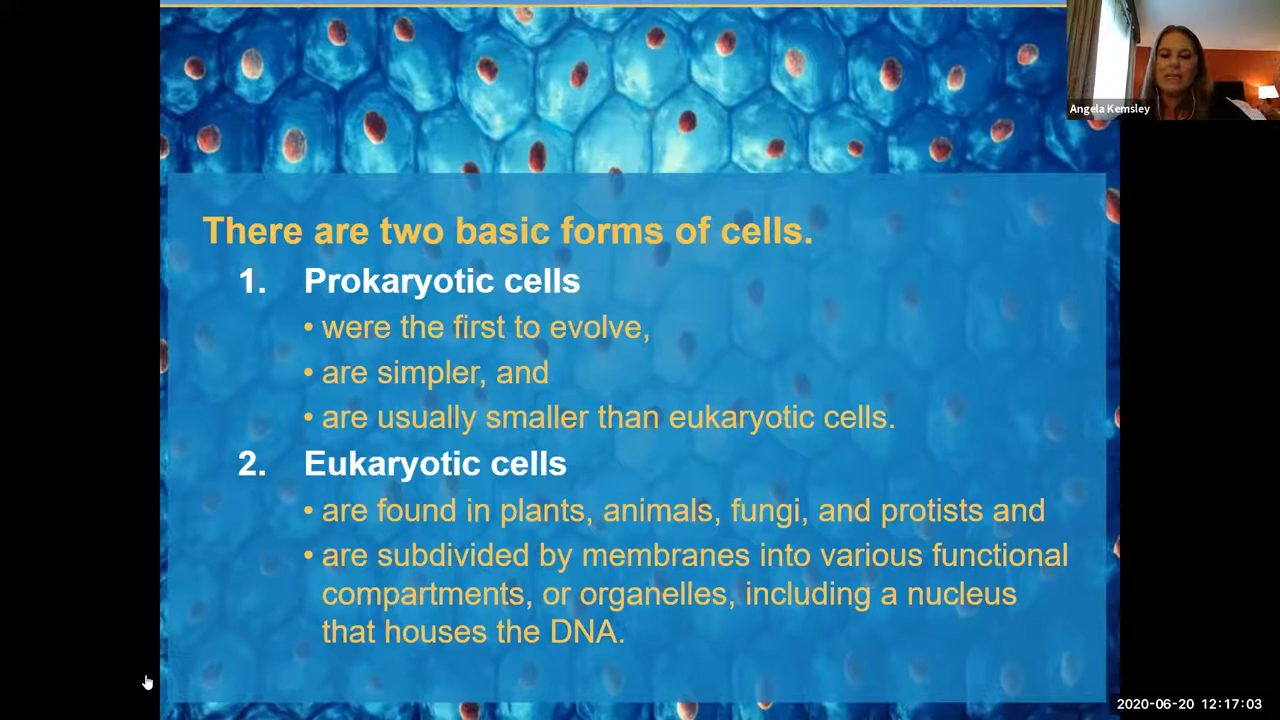 Angela Kemsley
There are two basic forms of cells.
1. Prokaryotic cells
• were the first to evolve,
• are simpler, and
• are usually smaller than eukaryotic cells.
2. Eukaryotic cells
• are found in plants, animals, fungi, and protists and
• are subdivided by membranes into various functional
compartments, or organelles, including a nucleus
that houses the DNA.
2020-06-20 12:17:03